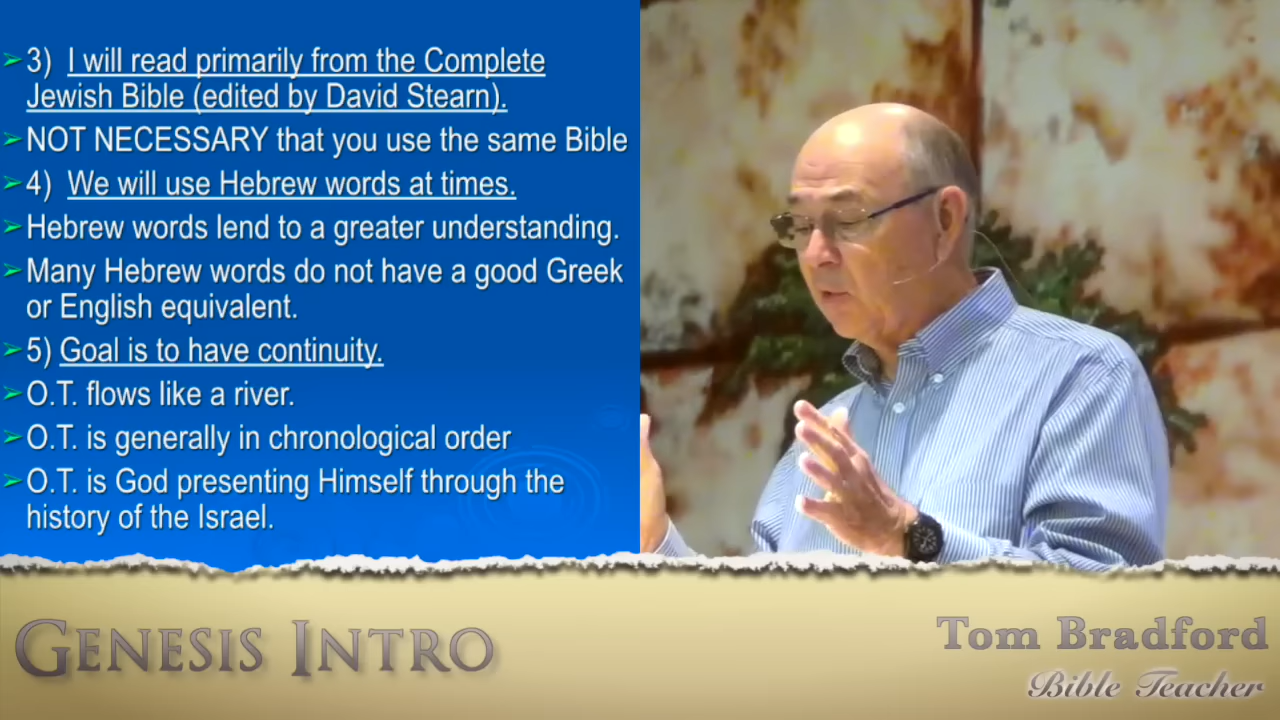 ➢ 3) I will read primarily from the Complete
Jewish Bible (edited by David Stearn).
➢ NOT NECESSARY that you use the same Bible
➢ 4) We will use Hebrew words at times.
➢ Hebrew words lend to a greater understanding.
➢ Many Hebrew words do not have a good Greek
or English equivalent.
➢ 5) Goal is to have continuity.
➢ O.T. flows like a river.
➢ O.T. is generally in chronological order
➢ O.T. is God presenting Himself through the
history of the Israel.
Genesis Intro
Tom Bradford
Bible Teacher